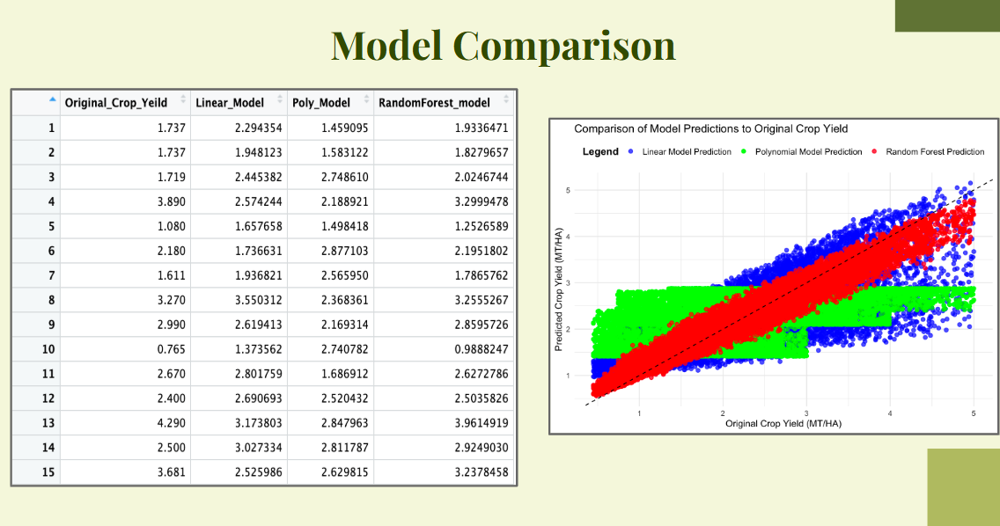 Model Comparison
Original_Crop_Yeild Linear_Model Poly_Model RandomForest_model
1 1.737 2.294354 1.459095 1.9336471
2 1.737 1.948123 1.583122 1.8279657
3 1.719 2.445382 2.748610 2.0246744
4 3.890 2.574244 2.188921 3.2999478
5 1.080 1.657658 1.498418 1.2526589
6 2.180 1.736631 2.877103 2.1951802
7 1.611 1.936821 2.565950 1.7865762
8 3.270 3.550312 2.368361 3.2555267
9 2.990 2.619413 2.169314 2.8595726
10 0.765 1.373562 2.740782 0.9888247
11 2.670 2.801759 1.686912 2.6272786
12 2.400 2.690693 2.520432 2.5035826
13 4.290 3.173803 2.847963 3.9614919
14 2.500 3.027334 2.811787 2.9249030
15 3.681 2.525986 2.629815 3.2378458
Comparison of Model Predictions to Original Crop Yield
Legend Linear Model Prediction Polynomial Model Prediction Random Forest Prediction
Predicted Crop Yield (MT/HA)
5
4
3
2
1
1 2 3 4 5
Original Crop Yield (MT/HA)